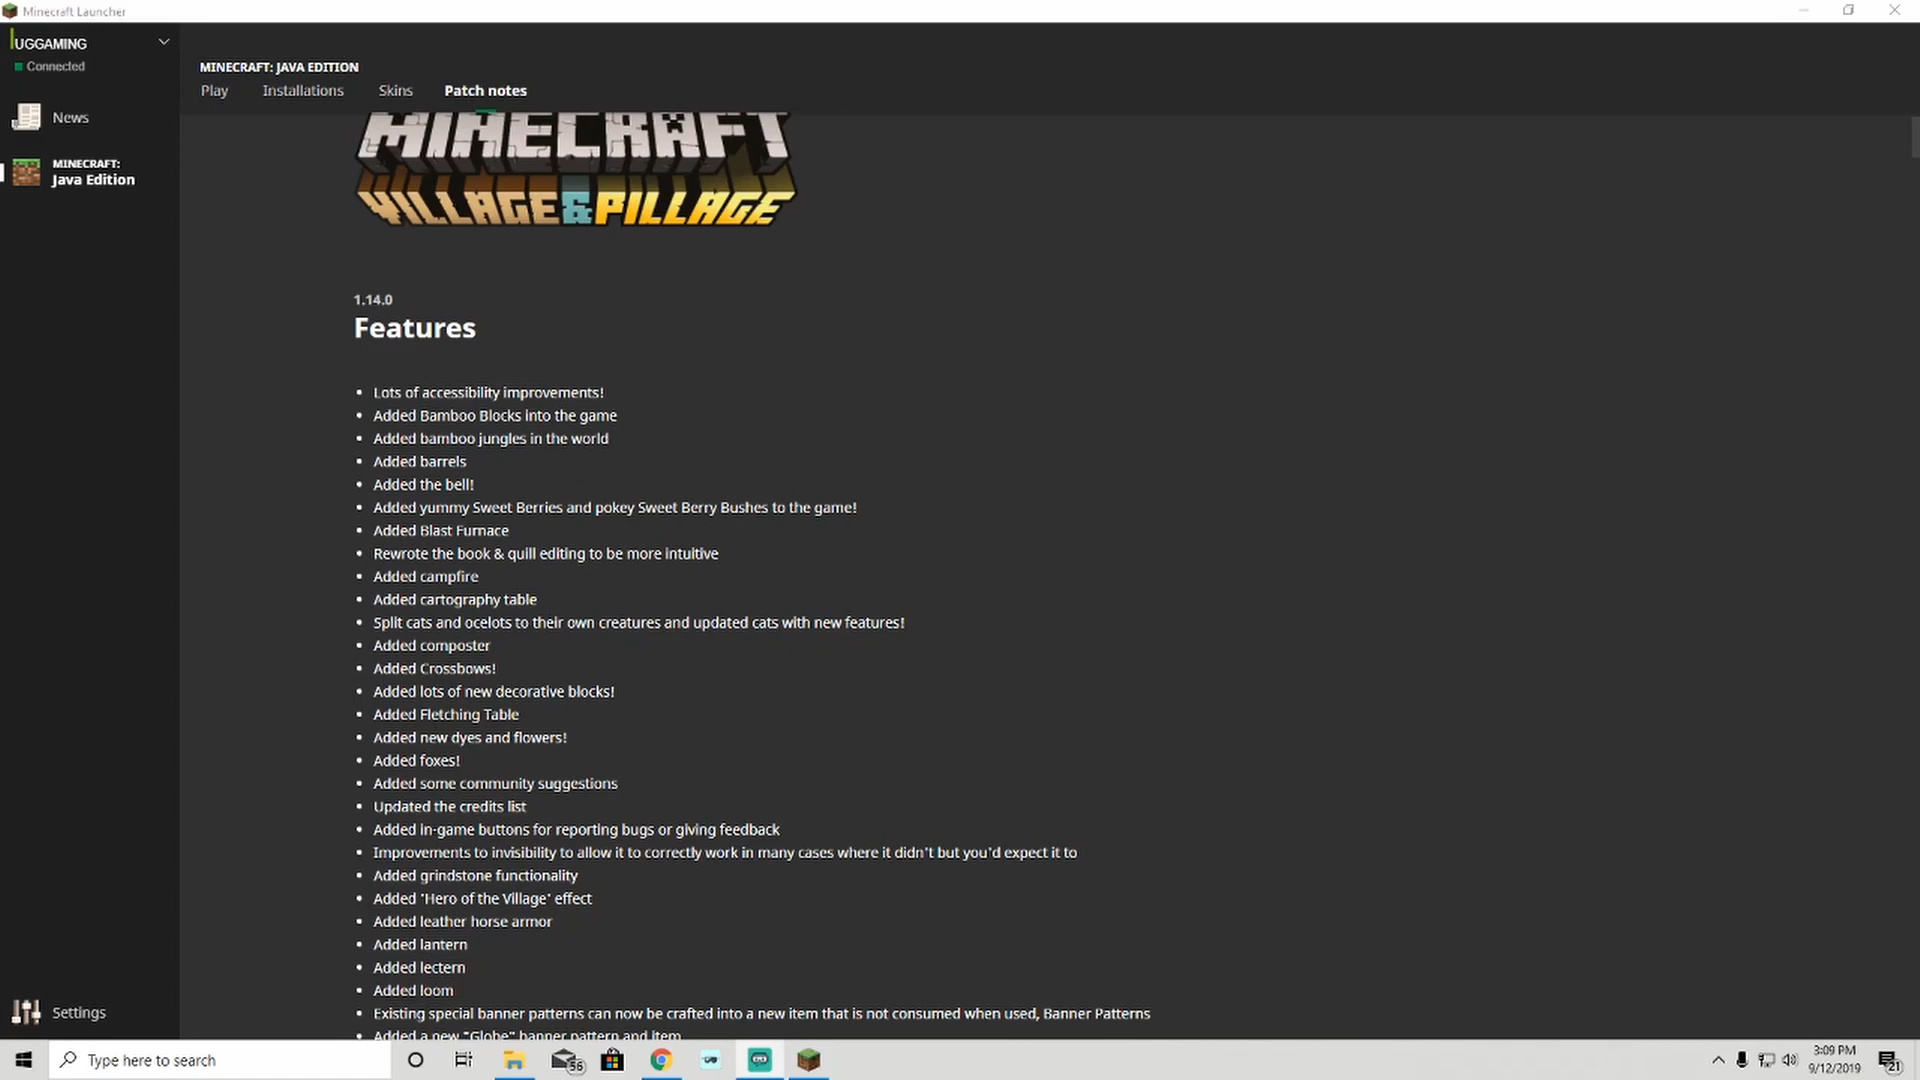 Minecraft Launcher
UGGAMING
Connected
News
MINECRAFT:
Java Edition
Settings
MINECRAFT: JAVA EDITION
Play Installations Skins Patch notes
MINECRAFT
VILLAGE & PILLAGE
1.14.0
Features
• Lots of accessibility improvements!
• Added Bamboo Blocks into the game
• Added bamboo jungles in the world
• Added barrels
• Added the bell!
• Added yummy Sweet Berries and pokey Sweet Berry Bushes to the game!
• Added Blast Furnace
• Rewrote the book & quill editing to be more intuitive
• Added campfire
• Added cartography table
• Split cats and ocelots to their own creatures and updated cats with new features!
• Added composter
• Added Crossbows!
• Added lots of new decorative blocks!
• Added Fletching Table
• Added new dyes and flowers!
• Added foxes!
• Added some community suggestions
• Updated the credits list
• Added in-game buttons for reporting bugs or giving feedback
• Improvements to invisibility to allow it to correctly work in many cases where it didn't but you'd expect it to
• Added grindstone functionality
• Added "Hero of the Village" effect
• Added leather horse armor
• Added lantern
• Added lectern
• Added loom
• Existing special banner patterns can now be crafted into a new item that is not consumed when used, Banner Patterns
• Added a new "Globe" banner pattern and item
Type here to search
56
3:09 PM
9/12/2019
21